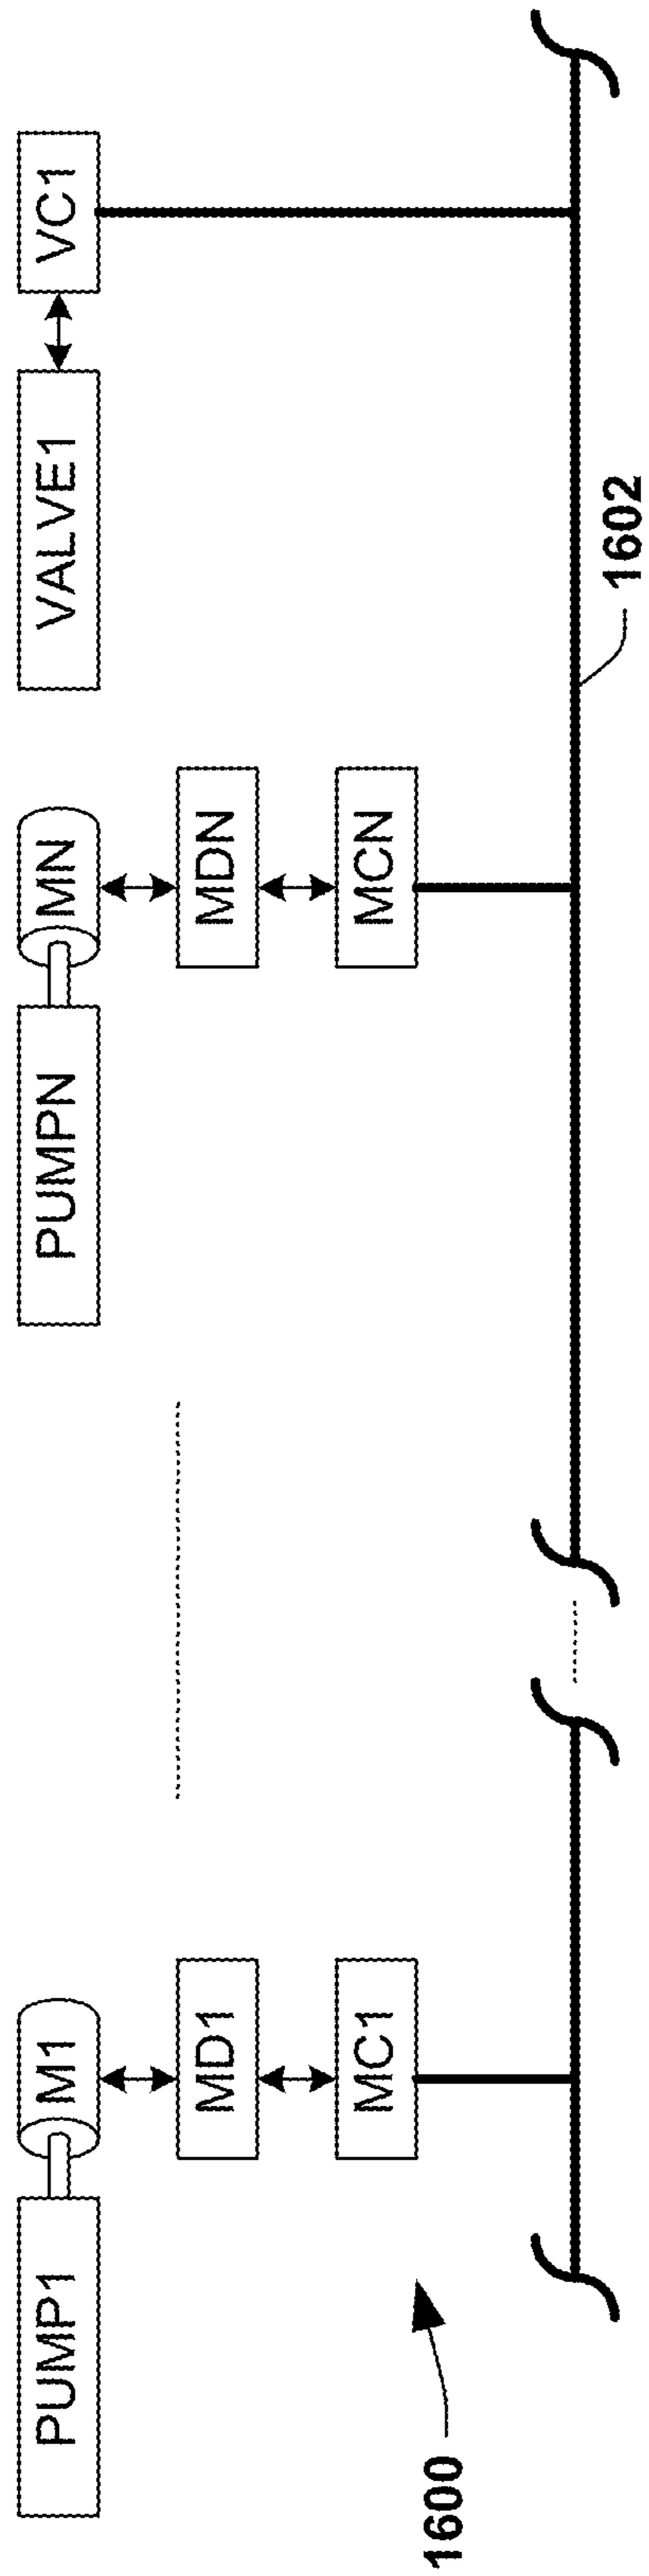 PUMP1
M1
PUMPN
MN
VALVE1
VC1
MD1
MDN
MC1
MCN
1600
1602